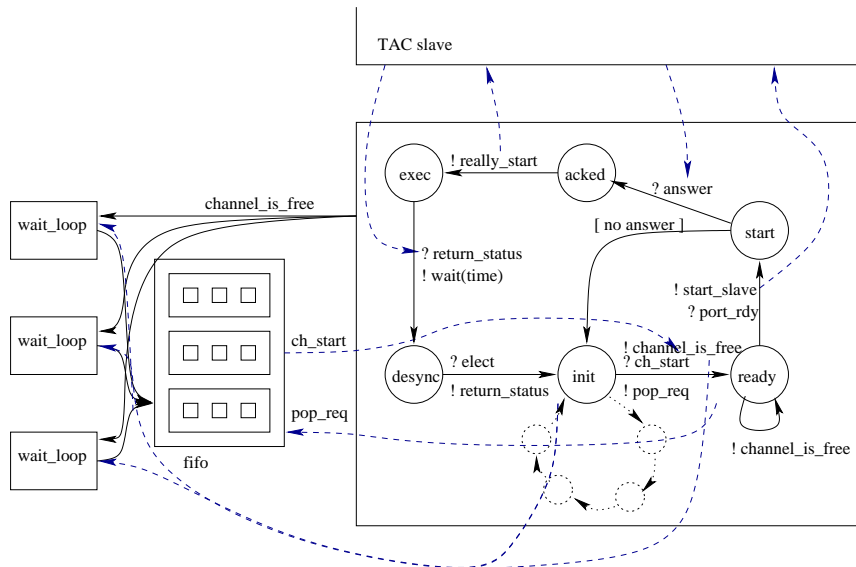 TAC slave
exec
! really_start
acked
? answer
channel_is_free
wait_loop
[ no answer ]
start
? return_status
! wait(time)
! start_slave
? port_rdy
wait_loop
ch_start
! channel_is_free
? elect
? ch_start
desync
init
ready
! return_status
! pop_req
pop_req
wait_loop
fifo
! channel_is_free